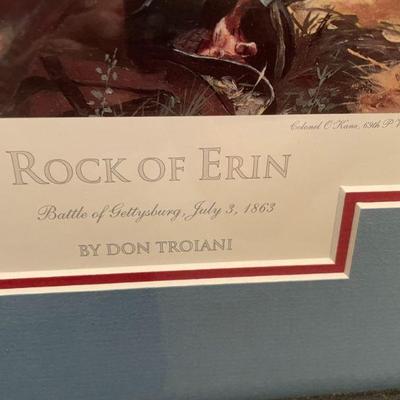 Colonel O'Kane, 69th P.V.
ROCK OF ERIN
Battle of Gettysburg, July 3, 1863
BY DON TROIANI